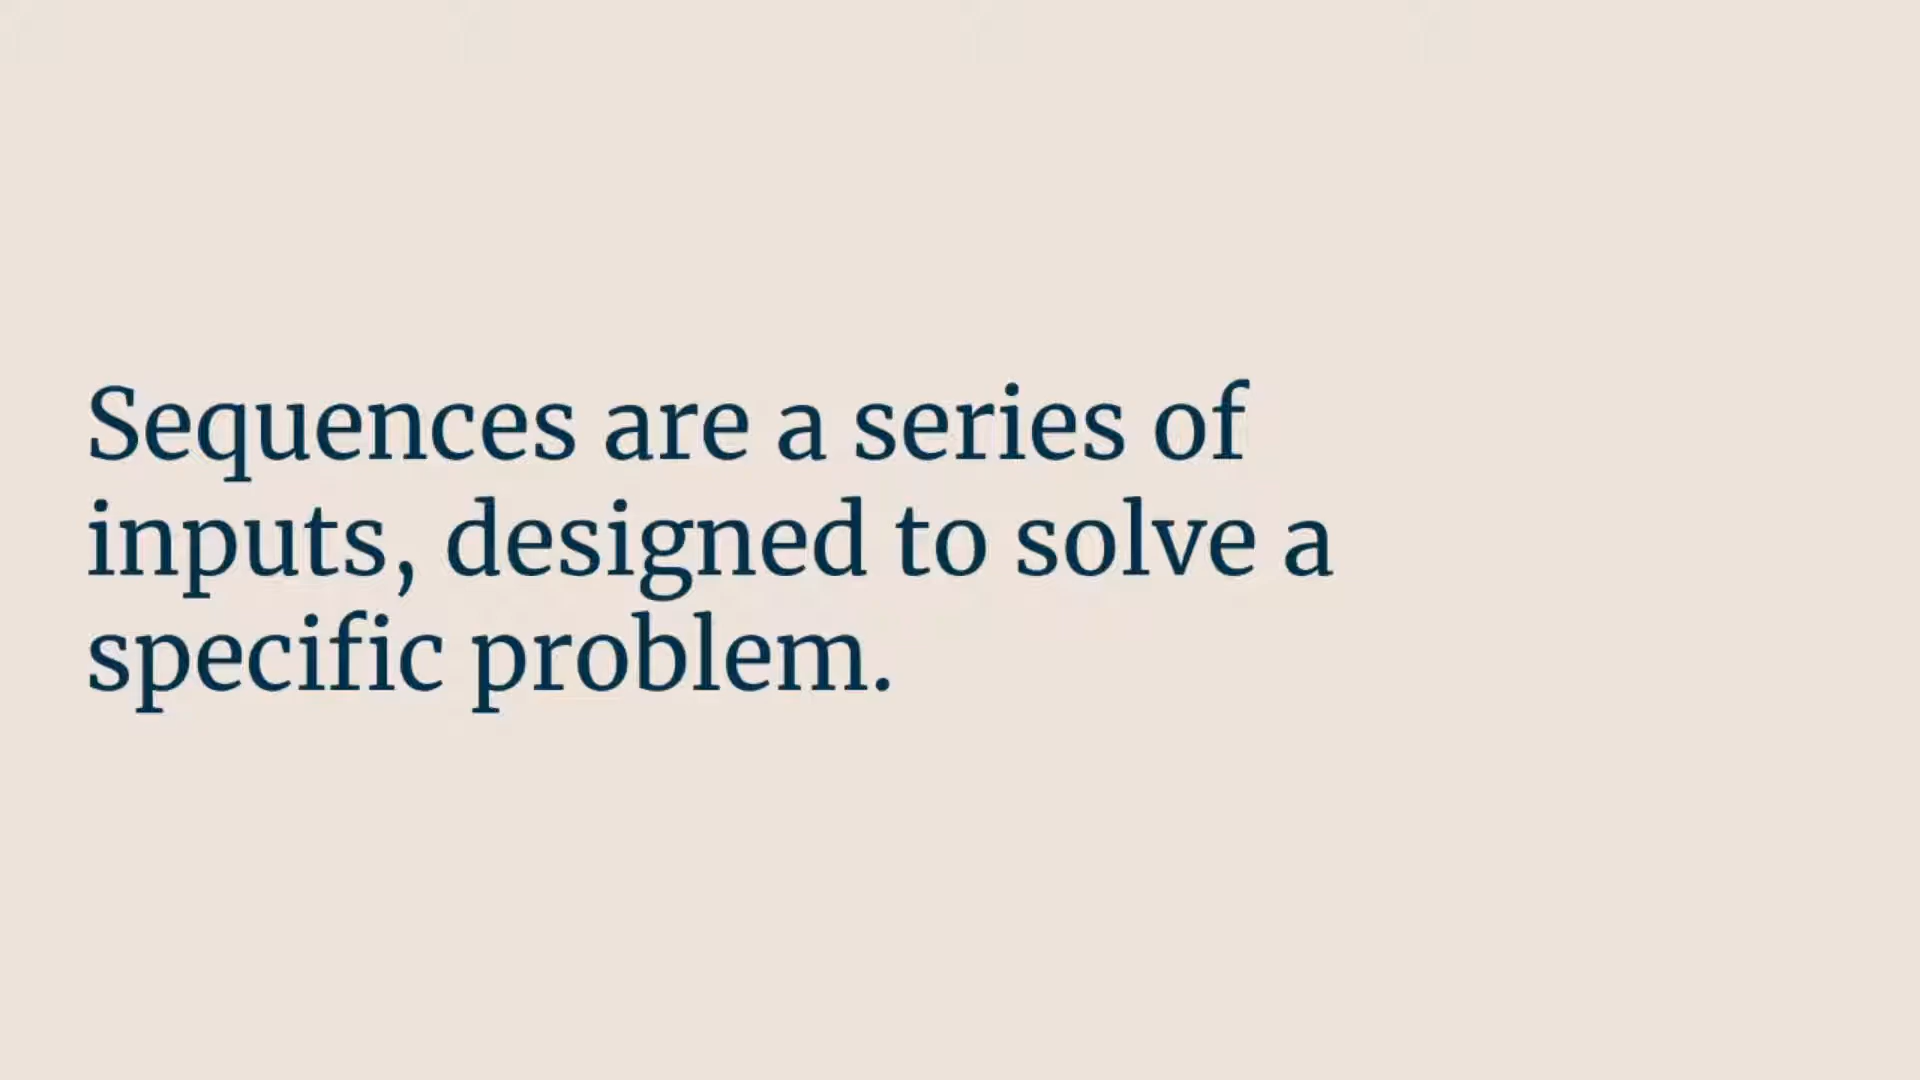 Sequences are a series of
inputs, designed to solve a
specific problem.